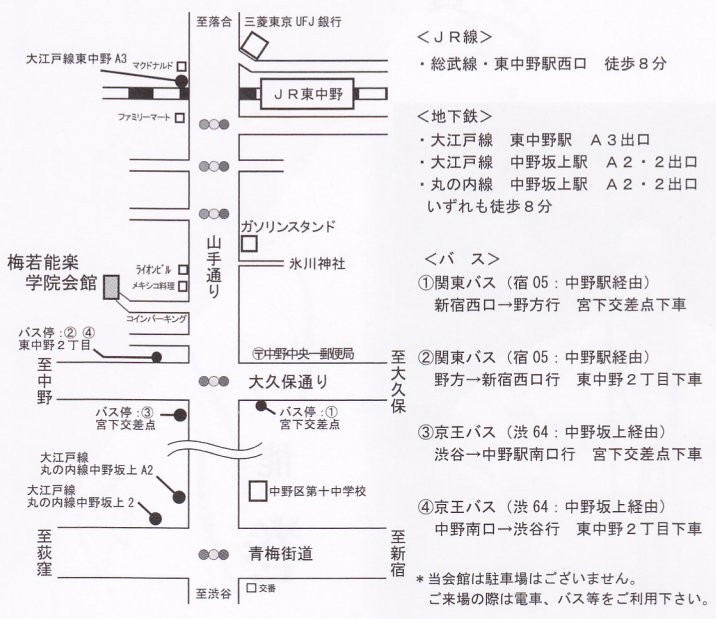 至落合
三菱東京UFJ銀行
大江戸線東中野A3
マクドナルド
JR東中野
ファミリーマート
ガソリンスタンド
山手通り
氷川神社
梅若能楽
学院会館
ライオンビル
メキシコ料理
コインパーキング
バス停:② ④
東中野2丁目
〒中野中央一郵便局
至中野
大久保通り
至大久保
バス停:③
宮下交差点
バス停:①
宮下交差点
大江戸線
丸の内線中野坂上A2
大江戸線
丸の内線中野坂上2
中野区第十中学校
至荻窪
青梅街道
至新宿
至渋谷
交番
<JR線>
・総武線・東中野駅西口 徒歩8分
<地下鉄>
・大江戸線 東中野駅 A3出口
・大江戸線 中野坂上駅 A2・2出口
・丸の内線 中野坂上駅 A2・2出口
いずれも徒歩8分
<バ ス>
①関東バス(宿05:中野駅経由)
新宿西口→野方行 宮下交差点下車
②関東バス(宿05:中野駅経由)
野方→新宿西口行 東中野2丁目下車
③京王バス(渋64:中野坂上経由)
渋谷→中野駅南口行 宮下交差点下車
④京王バス(渋64:中野坂上経由)
中野南口→渋谷行 東中野2丁目下車
*当会館は駐車場はございません。
ご来場の際は電車、バス等をご利用下さい。